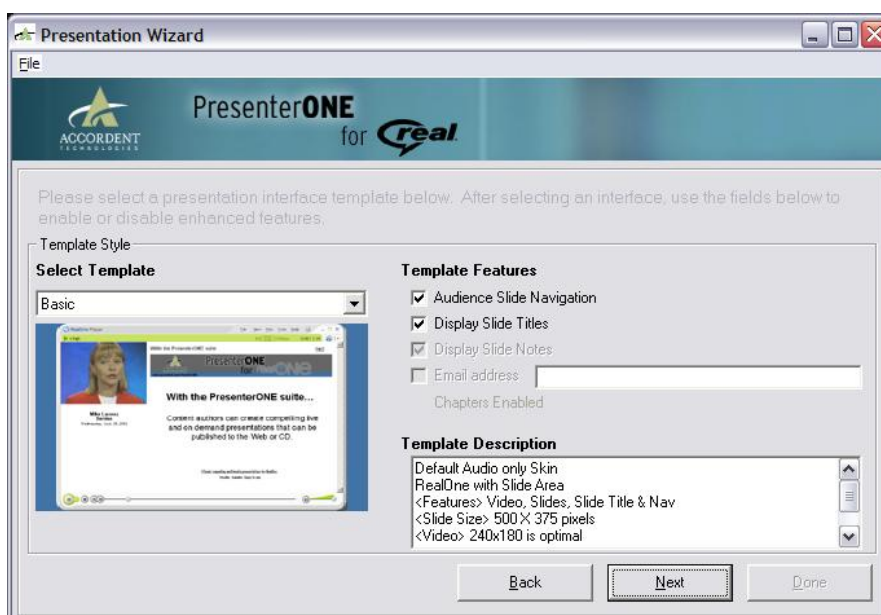 Presentation Wizard
File
ACCORDENT
TECHNOLOGIES
PresenterONE
for real
Please select a presentation interface template below. After selecting an interface, use the fields below to
enable or disable enhanced features.
Template Style
Select Template
Basic
With the PresenterONE suite...
Content authors can create compelling live
and on demand presentations that can be
published to the Web or CD.
Template Features
Audience Slide Navigation
Display Slide Titles
Display Slide Notes
Email address
Chapters Enabled
Template Description
Default Audio only Skin
RealOne with Slide Area
<Features> Video, Slides, Slide Title & Nav
<Slide Size> 500 X 375 pixels
<Video> 240x180 is optimal
Back
Next
Done